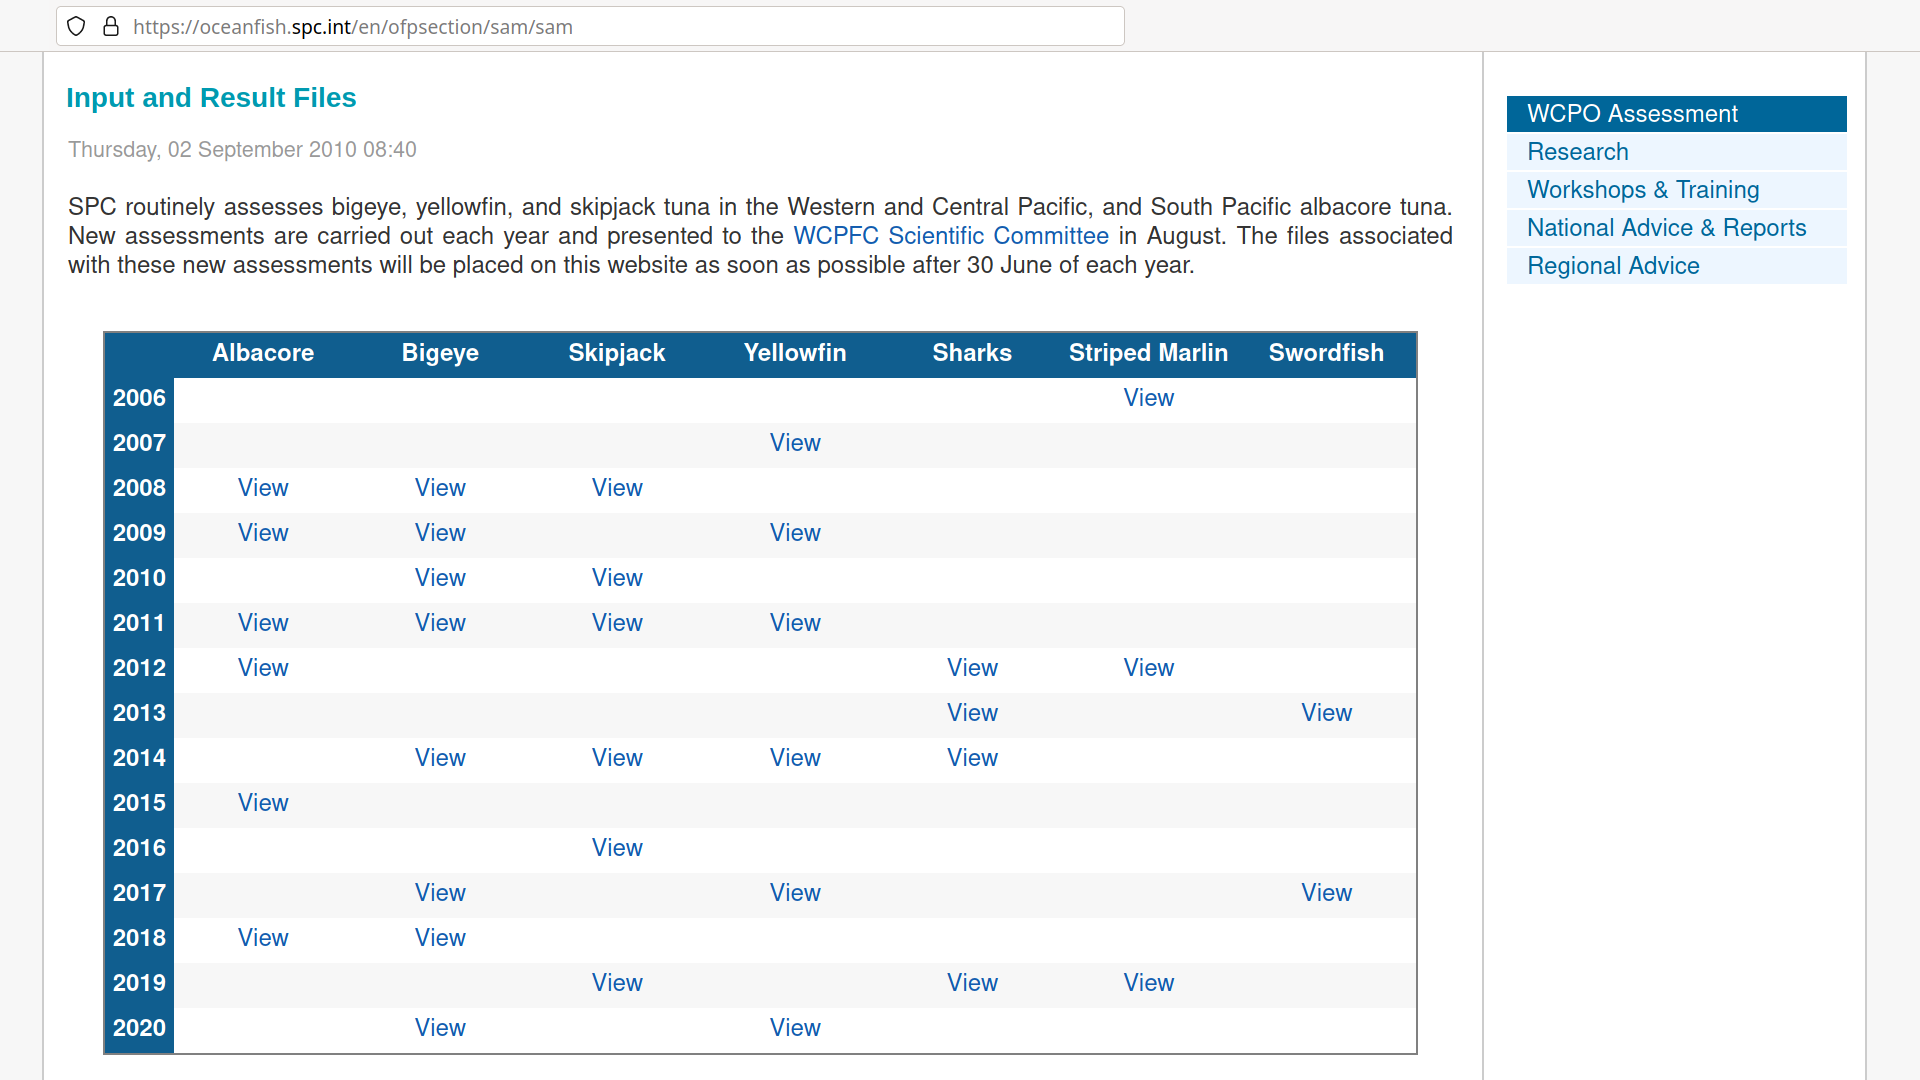 https://oceanfish.spc.int/en/ofpsection/sam/sam
Input and Result Files
Thursday, 02 September 2010 08:40
SPC routinely assesses bigeye, yellowfin, and skipjack tuna in the Western and Central Pacific, and South Pacific albacore tuna.
New assessments are carried out each year and presented to the WCPFC Scientific Committee in August. The files associated
with these new assessments will be placed on this website as soon as possible after 30 June of each year.
Albacore Bigeye Skipjack Yellowfin Sharks Striped Marlin Swordfish
2006 View
2007 View
2008 View View View
2009 View View View
2010 View View
2011 View View View View
2012 View View View
2013 View View
2014 View View View View
2015 View
2016 View
2017 View View View
2018 View View
2019 View View View
2020 View View
WCPO Assessment
Research
Workshops & Training
National Advice & Reports
Regional Advice